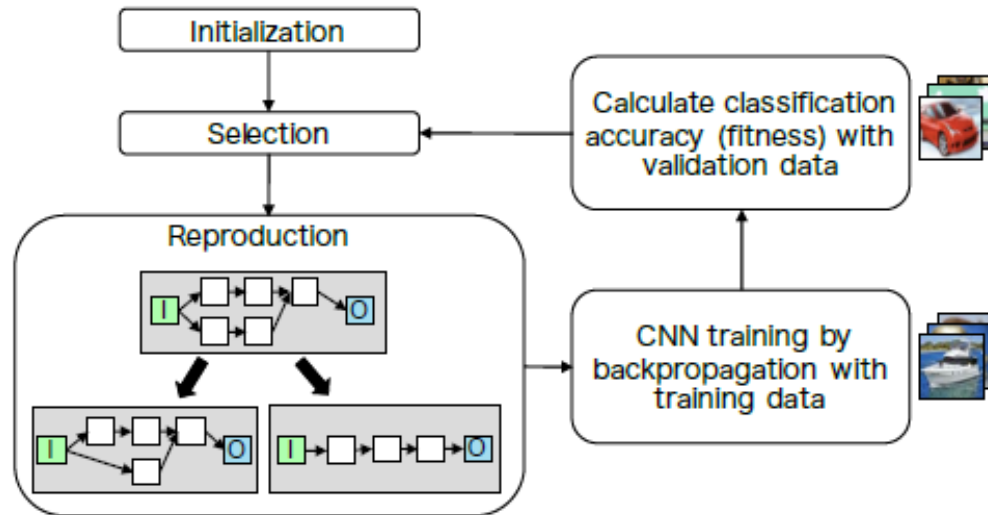 Initialization
Selection
Reproduction
I
O
I
O
I
O
Calculate classification
accuracy (fitness) with
validation data
CNN training by
backpropagation with
training data